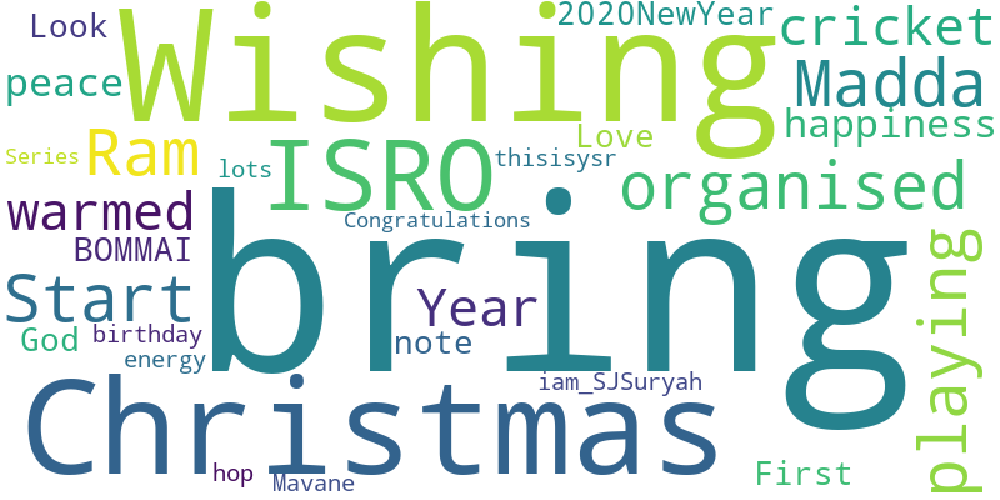 Look
Wishing
2020NewYear
cricket
peace
Madda
happiness
Love
Series
Ram
lots
ISRO
thisisysr
organised
warmed
Congratulations
BOMMAI
bring
playing
Start
Year
God
birthday
note
energy
Christmas
iam_SJSuryah
hop
Mavane
First